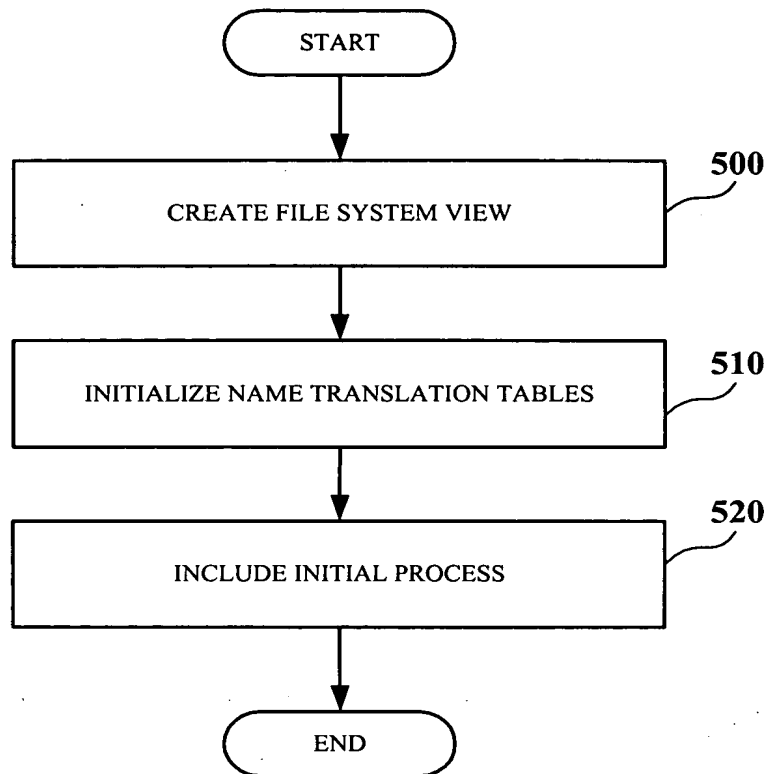 START
500
CREATE FILE SYSTEM VIEW
510
INITIALIZE NAME TRANSLATION TABLES
520
INCLUDE INITIAL PROCESS
END